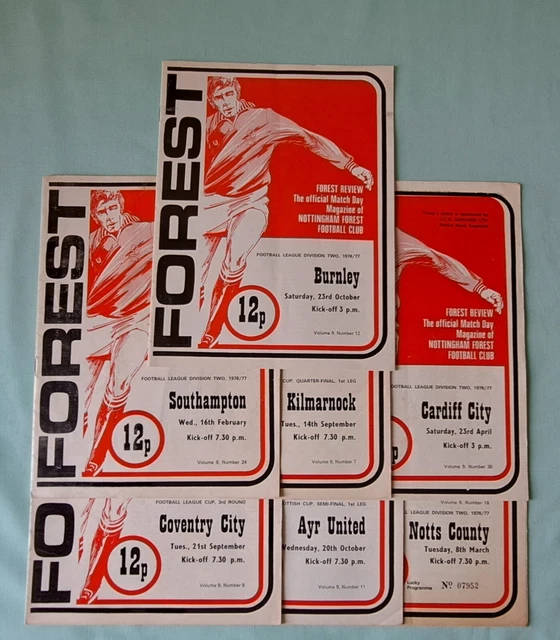 FOREST
FOREST REVIEW
The official Match Day
Magazine of
NOTTINGHAM FOREST
FOOTBALL CLUB
FOOTBALL LEAGUE DIVISION TWO, 1976/77
Burnley
Saturday, 23rd October
Kick-off 3 p.m.
12p
Volume 9, Number 12
FOREST
FOOTBALL LEAGUE DIVISION TWO, 1976/77
Southampton
Wed., 16th February
Kick-off 7.30 p.m.
12p
Volume 9, Number 24
CUP, QUARTER-FINAL, 1st LEG
Kilmarnock
Tues., 14th September
Kick-off 7.30 p.m.
Volume 9, Number 7
FOREST REVIEW
The official Match Day
Magazine of
NOTTINGHAM FOREST
FOOTBALL CLUB
FOOTBALL LEAGUE DIVISION TWO, 1976/77
Cardiff City
Saturday, 23rd April
Kick-off 3 p.m.
p
Volume 9, Number 30
FO
FOOTBALL LEAGUE CUP, 3rd ROUND
Coventry City
Tues., 21st September
Kick-off 7.30 p.m.
12p
Volume 9, Number 8
OTTISH CUP, SEMI-FINAL, 1st LEG
Ayr United
Wednesday, 20th October
Kick-off 7.30 p.m.
Volume 9, Number 11
LEAGUE DIVISION TWO, 1976/77
Notts County
Tuesday, 8th March
Kick-off 7.30 p.m.
Lucky
Programme
No 07952